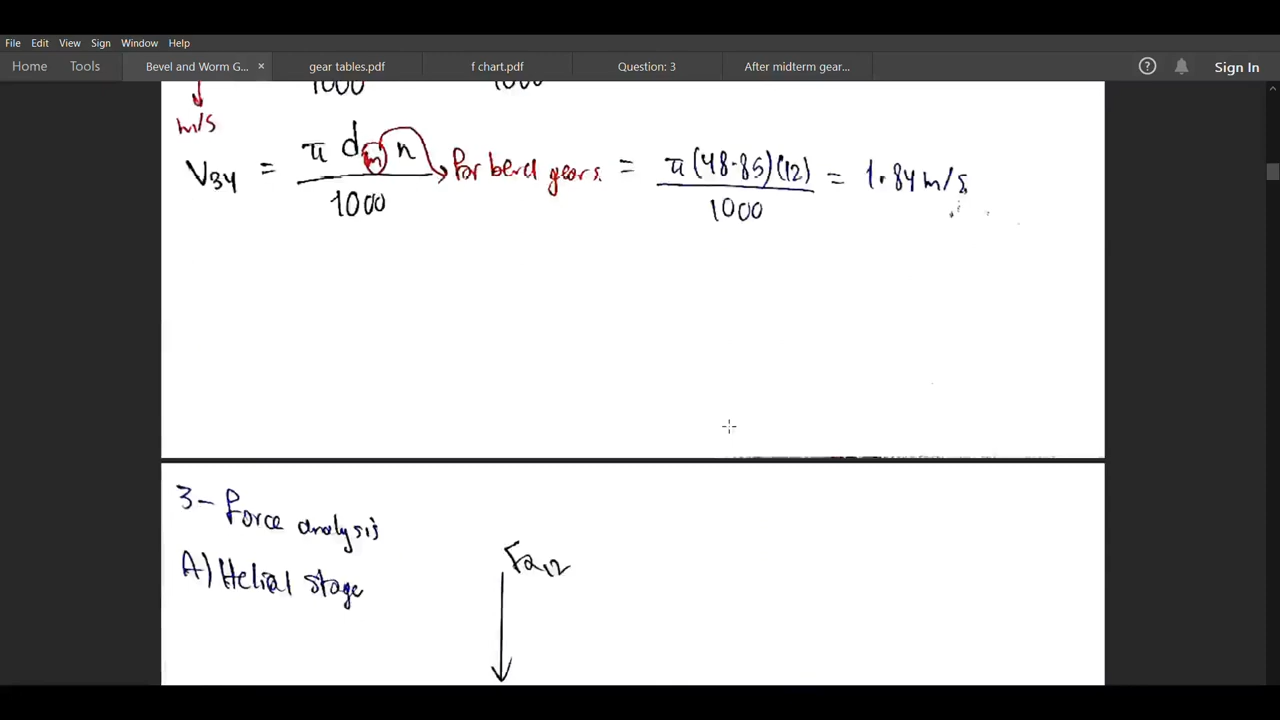 File Edit View Sign Window Help
Home Tools Bevel and Worm G... × gear tables.pdf f chart.pdf Question: 3 After midterm gear... Sign In
1000 1000
m/s
V34 = π dm n / 1000 → for bevel gears. = π(48.85)(12) / 1000 = 1.84 m/s
3- Force analysis
A) Helial stage
Fa12